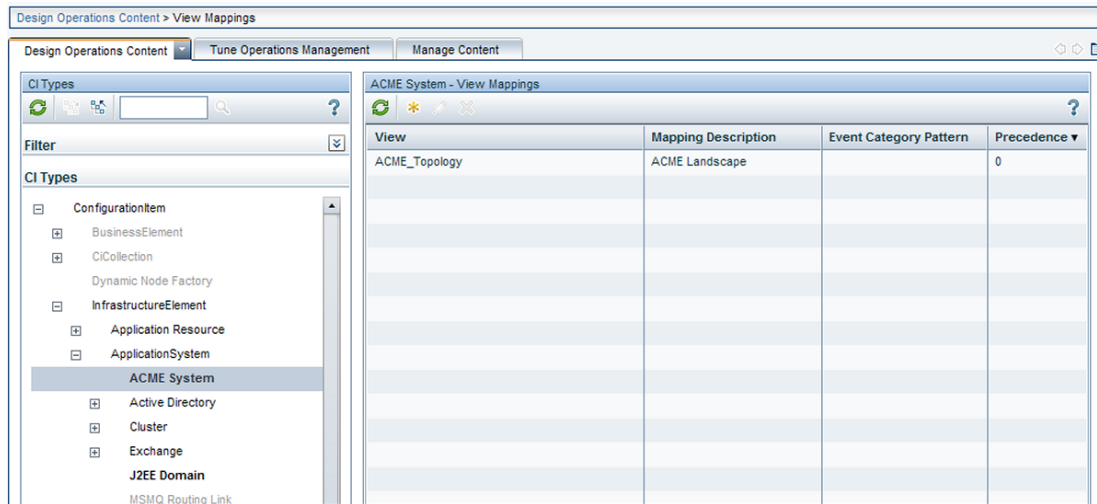 Design Operations Content > View Mappings
Design Operations Content
Tune Operations Management
Manage Content
CI Types
?
Filter
CI Types
ConfigurationItem
BusinessElement
CiCollection
Dynamic Node Factory
InfrastructureElement
Application Resource
ApplicationSystem
ACME System
Active Directory
Cluster
Exchange
J2EE Domain
MSMQ Routing Link
ACME System - View Mappings
?
View Mapping Description Event Category Pattern Precedence ▾
ACME_Topology ACME Landscape 0